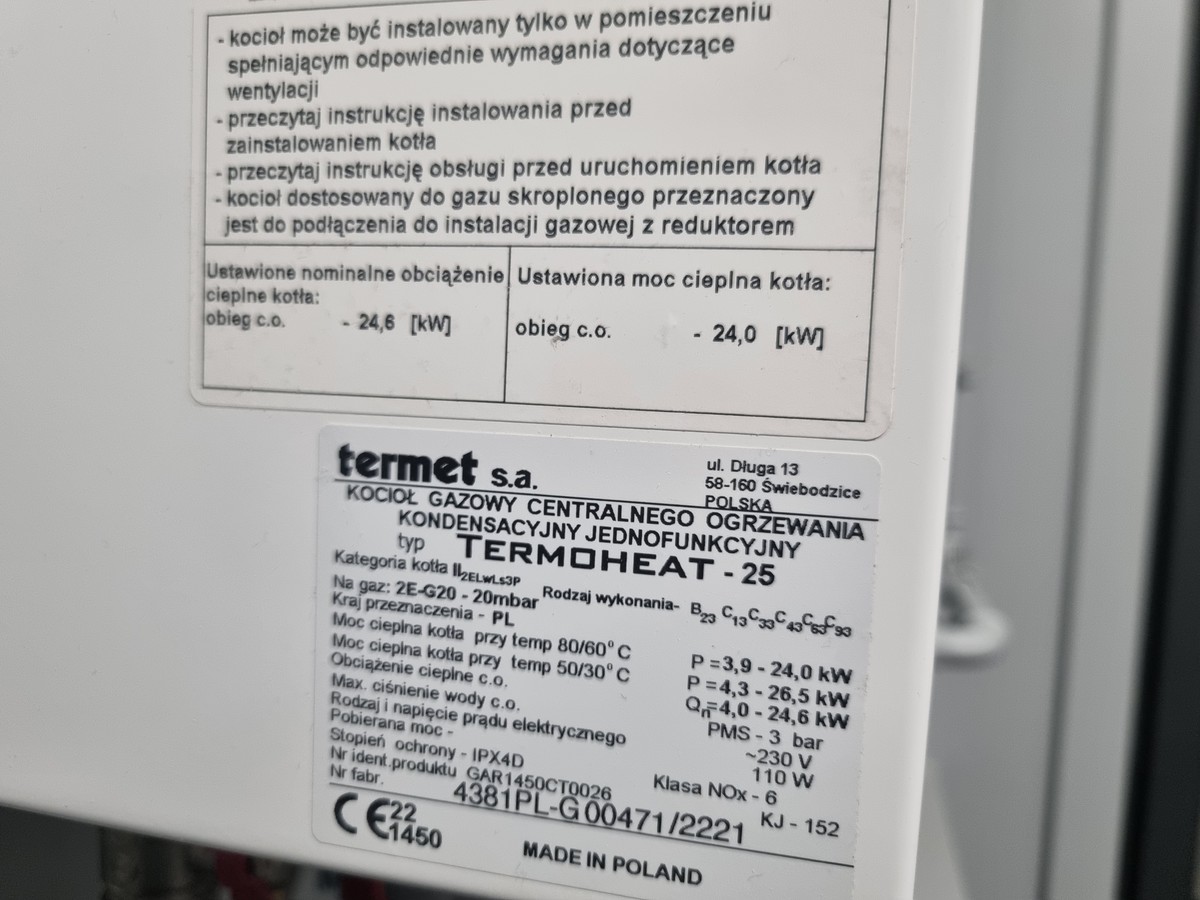 - kocioł może być instalowany tylko w pomieszczeniu
spełniającym odpowiednie wymagania dotyczące
wentylacji
- przeczytaj instrukcję instalowania przed
zainstalowaniem kotła
- przeczytaj instrukcję obsługi przed uruchomieniem kotła
- kocioł dostosowany do gazu skroplonego przeznaczony
jest do podłączenia do instalacji gazowej z reduktorem
Ustawione nominalne obciążenie
cieplne kotła:
obieg c.o. - 24,6 [kW]
Ustawiona moc cieplna kotła:
obieg c.o. - 24,0 [kW]
termet s.a.
ul. Długa 13
58-160 Świebodzice
POLSKA
KOCIOŁ GAZOWY CENTRALNEGO OGRZEWANIA
KONDENSACYJNY JEDNOFUNKCYJNY
typ TERMOHEAT - 25
Kategoria kotła II2ELwLs3P Rodzaj wykonania- B23 C13C33C43C53C93
Na gaz: 2E-G20 - 20mbar
Kraj przeznaczenia - PL
Moc cieplna kotła przy temp 80/60°C P =3,9 - 24,0 kW
Moc cieplna kotła przy temp 50/30°C P =4,3 - 26,5 kW
Obciążenie cieplne c.o. Qn=4,0 - 24,6 kW
Max. ciśnienie wody c.o. PMS - 3 bar
Rodzaj i napięcie prądu elektrycznego ~230 V
Pobierana moc - 110 W
Stopień ochrony - IPX4D Klasa NOx - 6
Nr ident.produktu GAR1450CT0026 KJ - 152
Nr fabr. 4381PL-G00471/2221
CE 22
1450
MADE IN POLAND